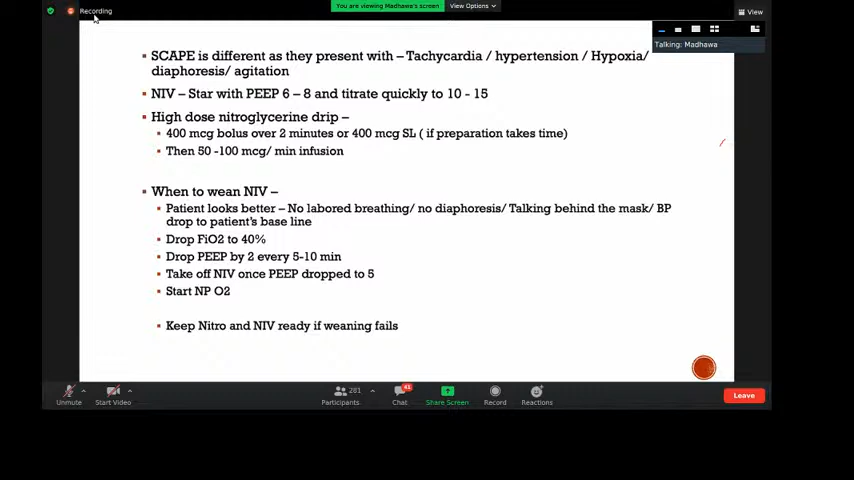 Recording
You are viewing Madhawa's screen
View Options
View
Talking: Madhawa
SCAPE is different as they present with – Tachycardia / hypertension / Hypoxia/
diaphoresis/ agitation
NIV – Star with PEEP 6 – 8 and titrate quickly to 10 - 15
High dose nitroglycerine drip –
400 mcg bolus over 2 minutes or 400 mcg SL ( if preparation takes time)
Then 50 -100 mcg/ min infusion
When to wean NIV –
Patient looks better – No labored breathing/ no diaphoresis/ Talking behind the mask/ BP
drop to patient's base line
Drop FiO2 to 40%
Drop PEEP by 2 every 5-10 min
Take off NIV once PEEP dropped to 5
Start NP O2
Keep Nitro and NIV ready if weaning fails
Unmute
Start Video
281
Participants
41
Chat
Share Screen
Record
Reactions
Leave